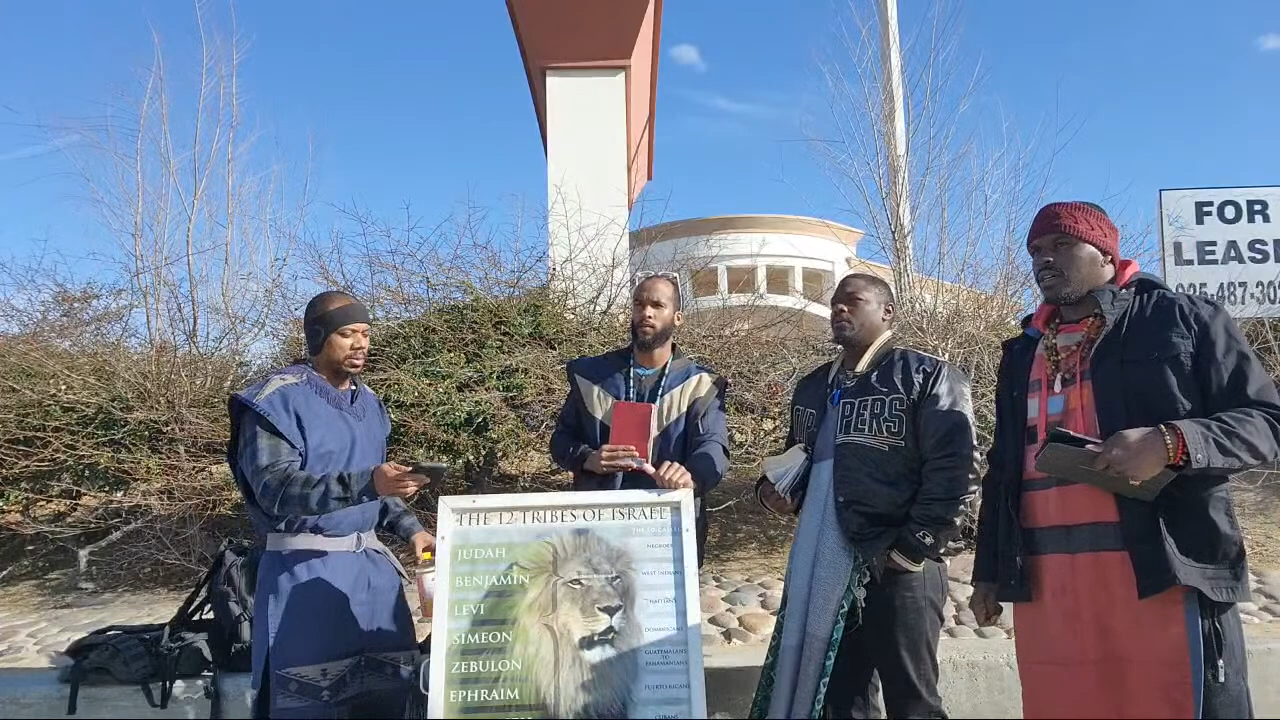 FOR
LEASE
THE 12 TRIBES OF ISRAEL
JUDAH
BENJAMIN
LEVI
SIMEON
ZEBULON
EPHRAIM
NEGROES
WEST INDIANS
HAITIANS
DOMINICANS
GUATEMALANS
TO
PANAMANIANS
PUERTO RICANS
CUBANS
PERS